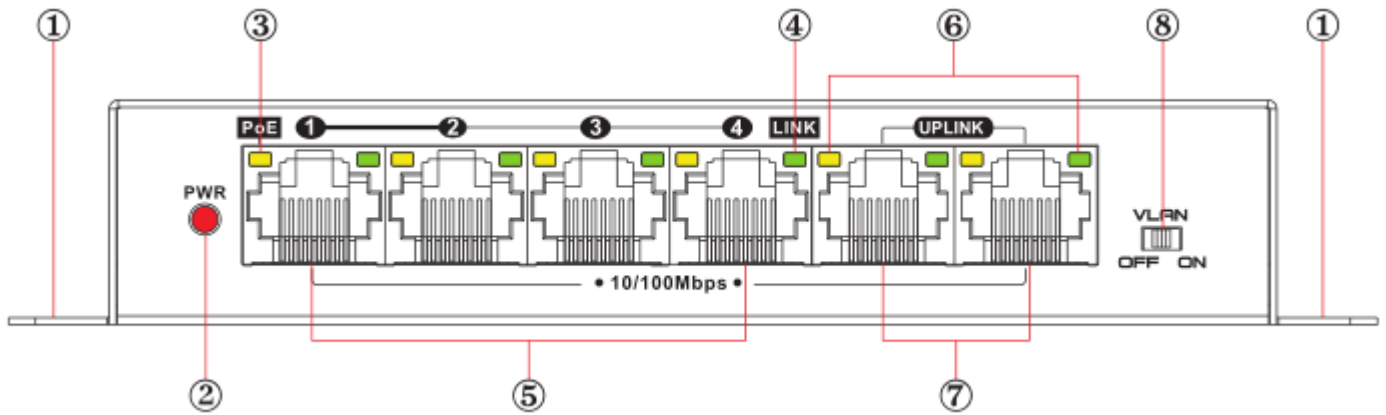 ① ③ ④ ⑥ ⑧ ①
PoE 1 2 3 4 LINK UPLINK
PWR
VLAN
OFF ON
• 10/100Mbps •
② ⑤ ⑦